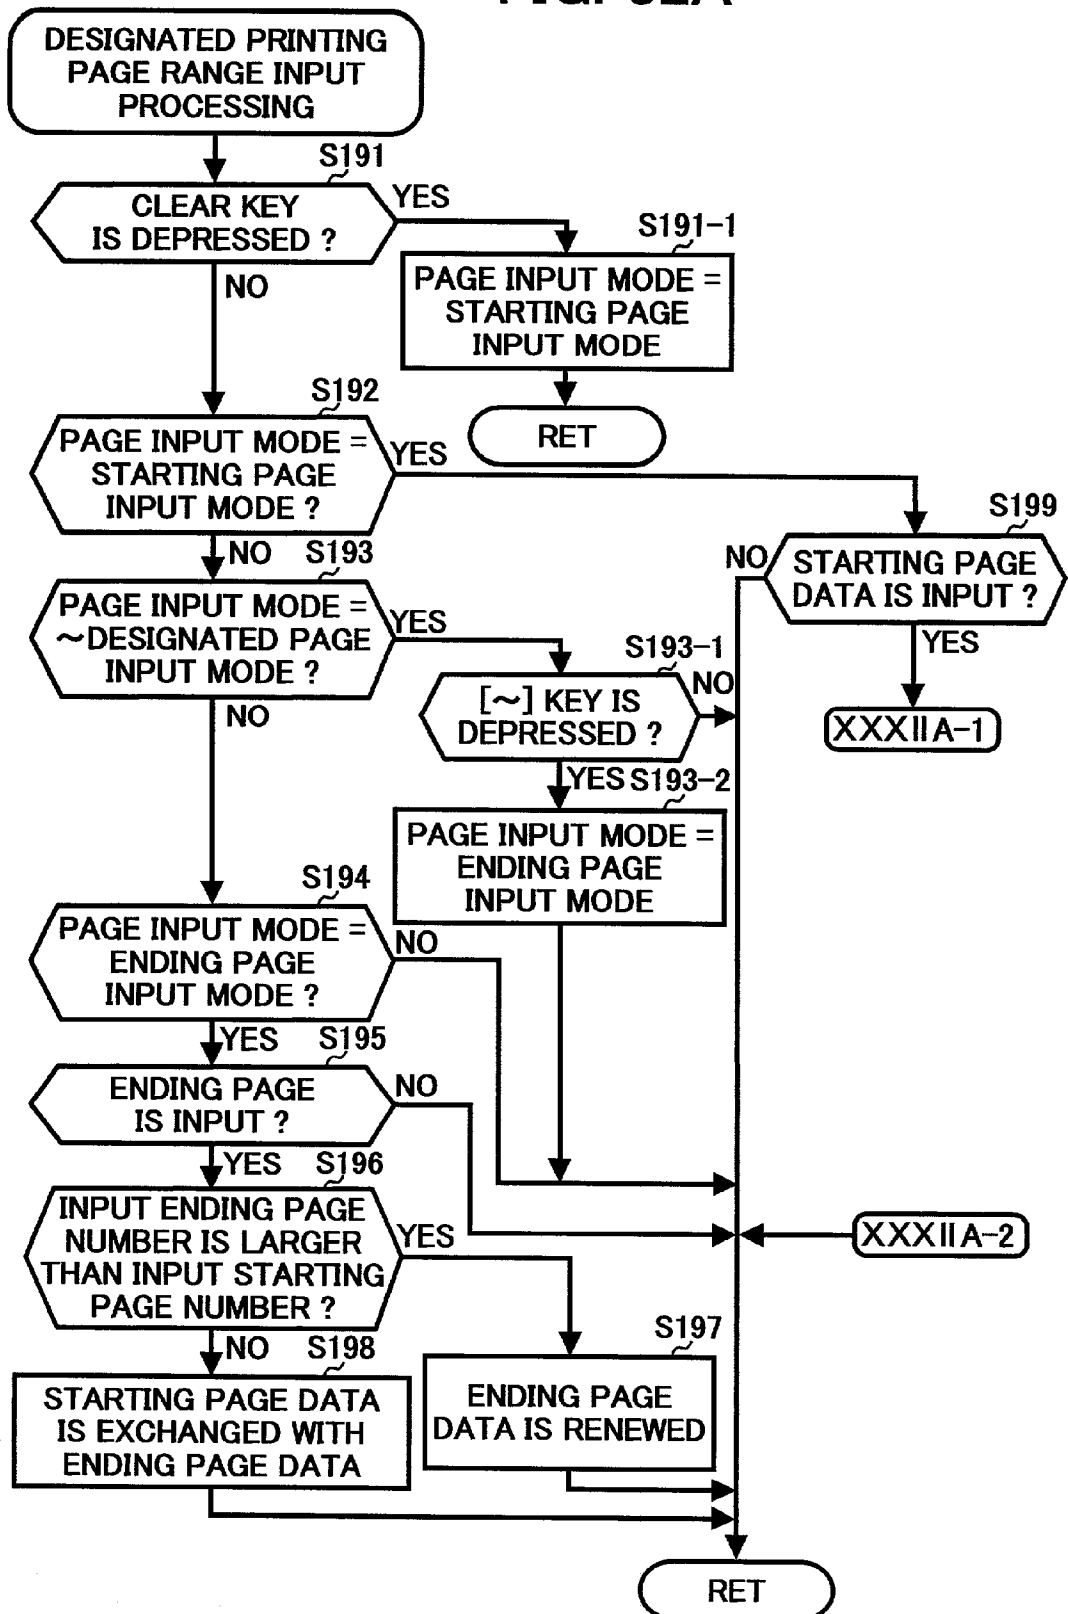 FIG. 32A
DESIGNATED PRINTING
PAGE RANGE INPUT
PROCESSING
S191
CLEAR KEY
IS DEPRESSED ?
YES
NO
S191-1
PAGE INPUT MODE =
STARTING PAGE
INPUT MODE
RET
S192
PAGE INPUT MODE =
STARTING PAGE
INPUT MODE ?
YES
NO
S199
STARTING PAGE
DATA IS INPUT ?
NO
YES
XXXIIA-1
S193
PAGE INPUT MODE =
~DESIGNATED PAGE
INPUT MODE ?
YES
NO
S193-1
[~] KEY IS
DEPRESSED ?
NO
YES
S193-2
PAGE INPUT MODE =
ENDING PAGE
INPUT MODE
S194
PAGE INPUT MODE =
ENDING PAGE
INPUT MODE ?
NO
YES
S195
ENDING PAGE
IS INPUT ?
NO
YES
S196
INPUT ENDING PAGE
NUMBER IS LARGER
THAN INPUT STARTING
PAGE NUMBER ?
YES
NO
XXXIIA-2
S197
ENDING PAGE
DATA IS RENEWED
S198
STARTING PAGE DATA
IS EXCHANGED WITH
ENDING PAGE DATA
RET